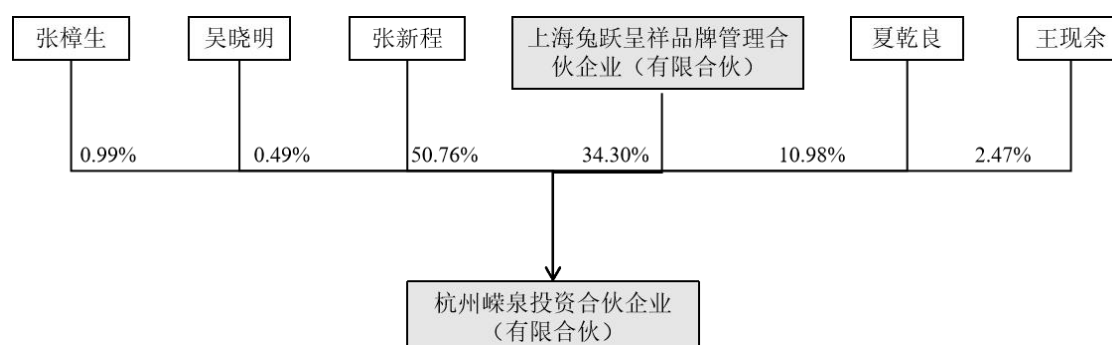 张樟生
吴晓明
张新程
上海兔跃呈祥品牌管理合
伙企业（有限合伙）
夏乾良
王现余
0.99%
0.49%
50.76%
34.30%
10.98%
2.47%
杭州嵘泉投资合伙企业
（有限合伙）